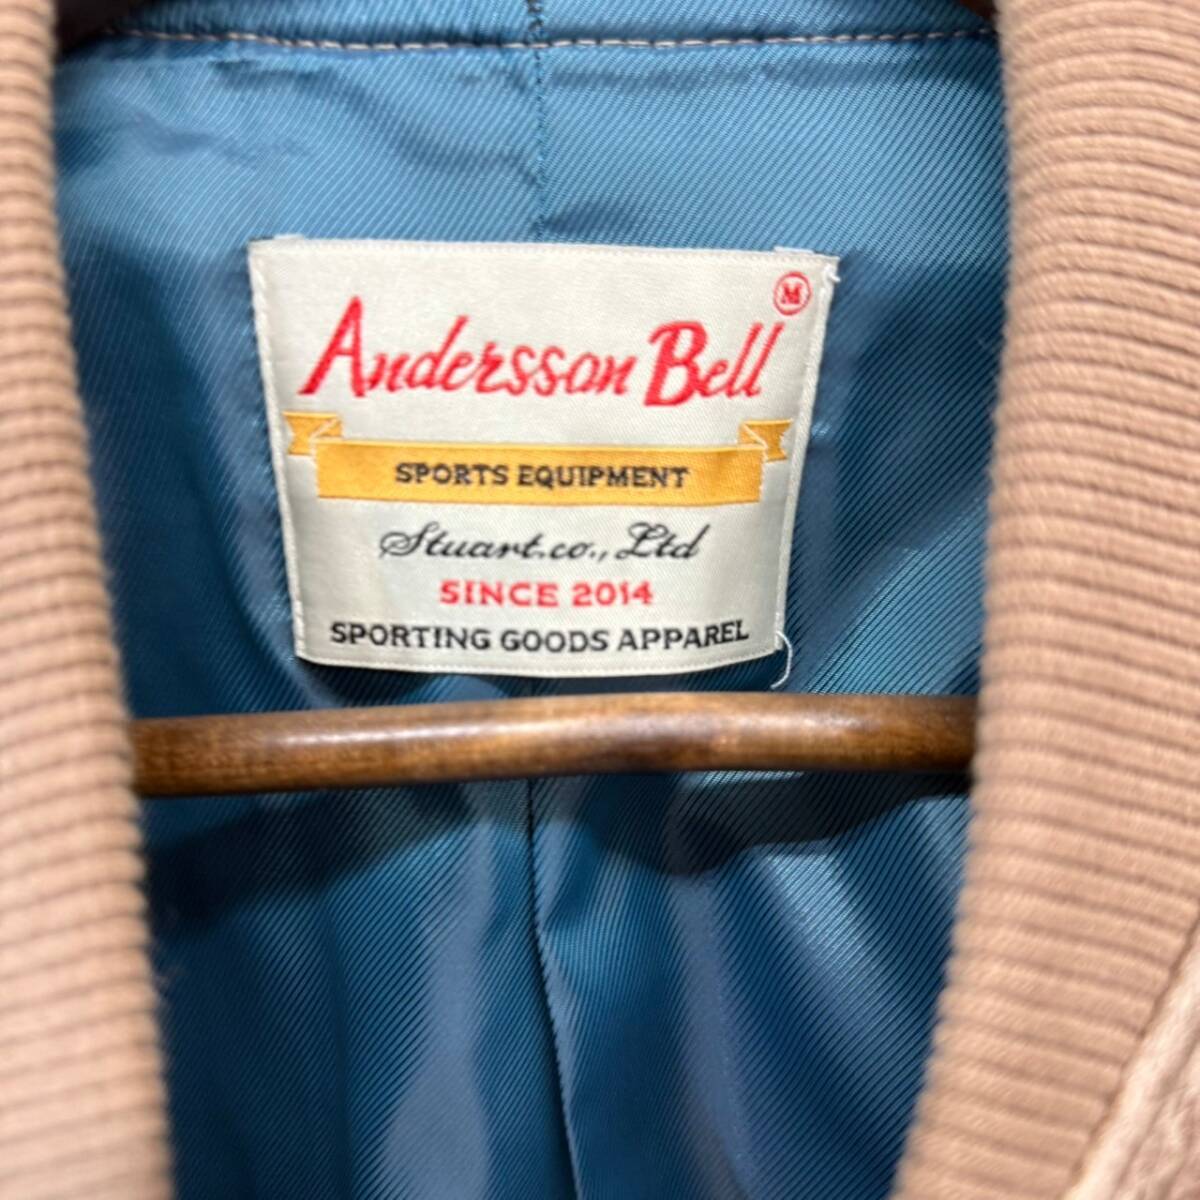 M
Andersson Bell
SPORTS EQUIPMENT
Stuart.co., Ltd
SINCE 2014
SPORTING GOODS APPAREL